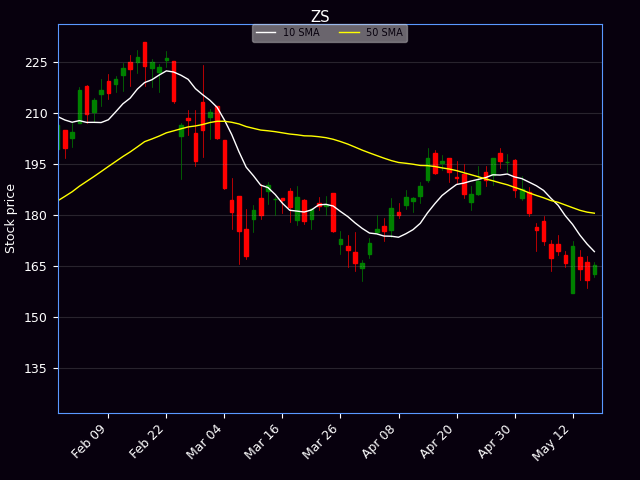 ZS
10 SMA
50 SMA
Stock price
225
210
195
180
165
150
135
Feb 09
Feb 22
Mar 04
Mar 16
Mar 26
Apr 08
Apr 20
Apr 30
May 12